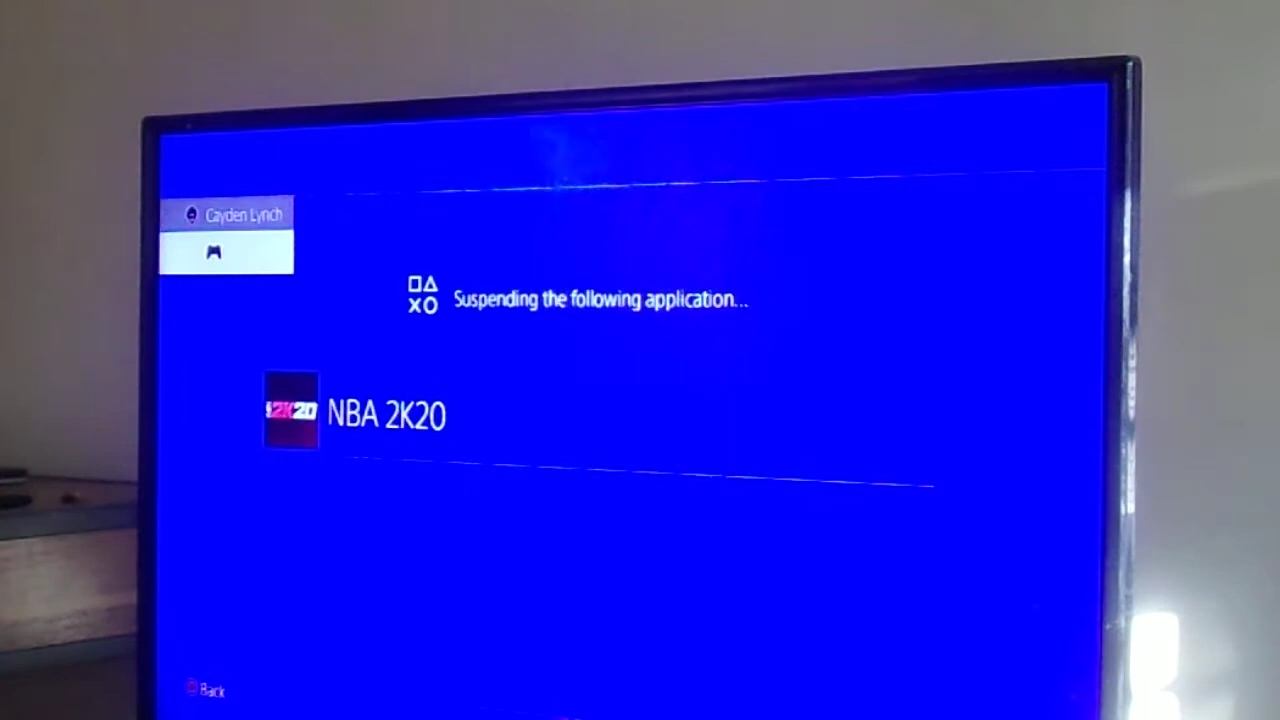 Cayden Lynch
Suspending the following application...
2K20
NBA 2K20
Back